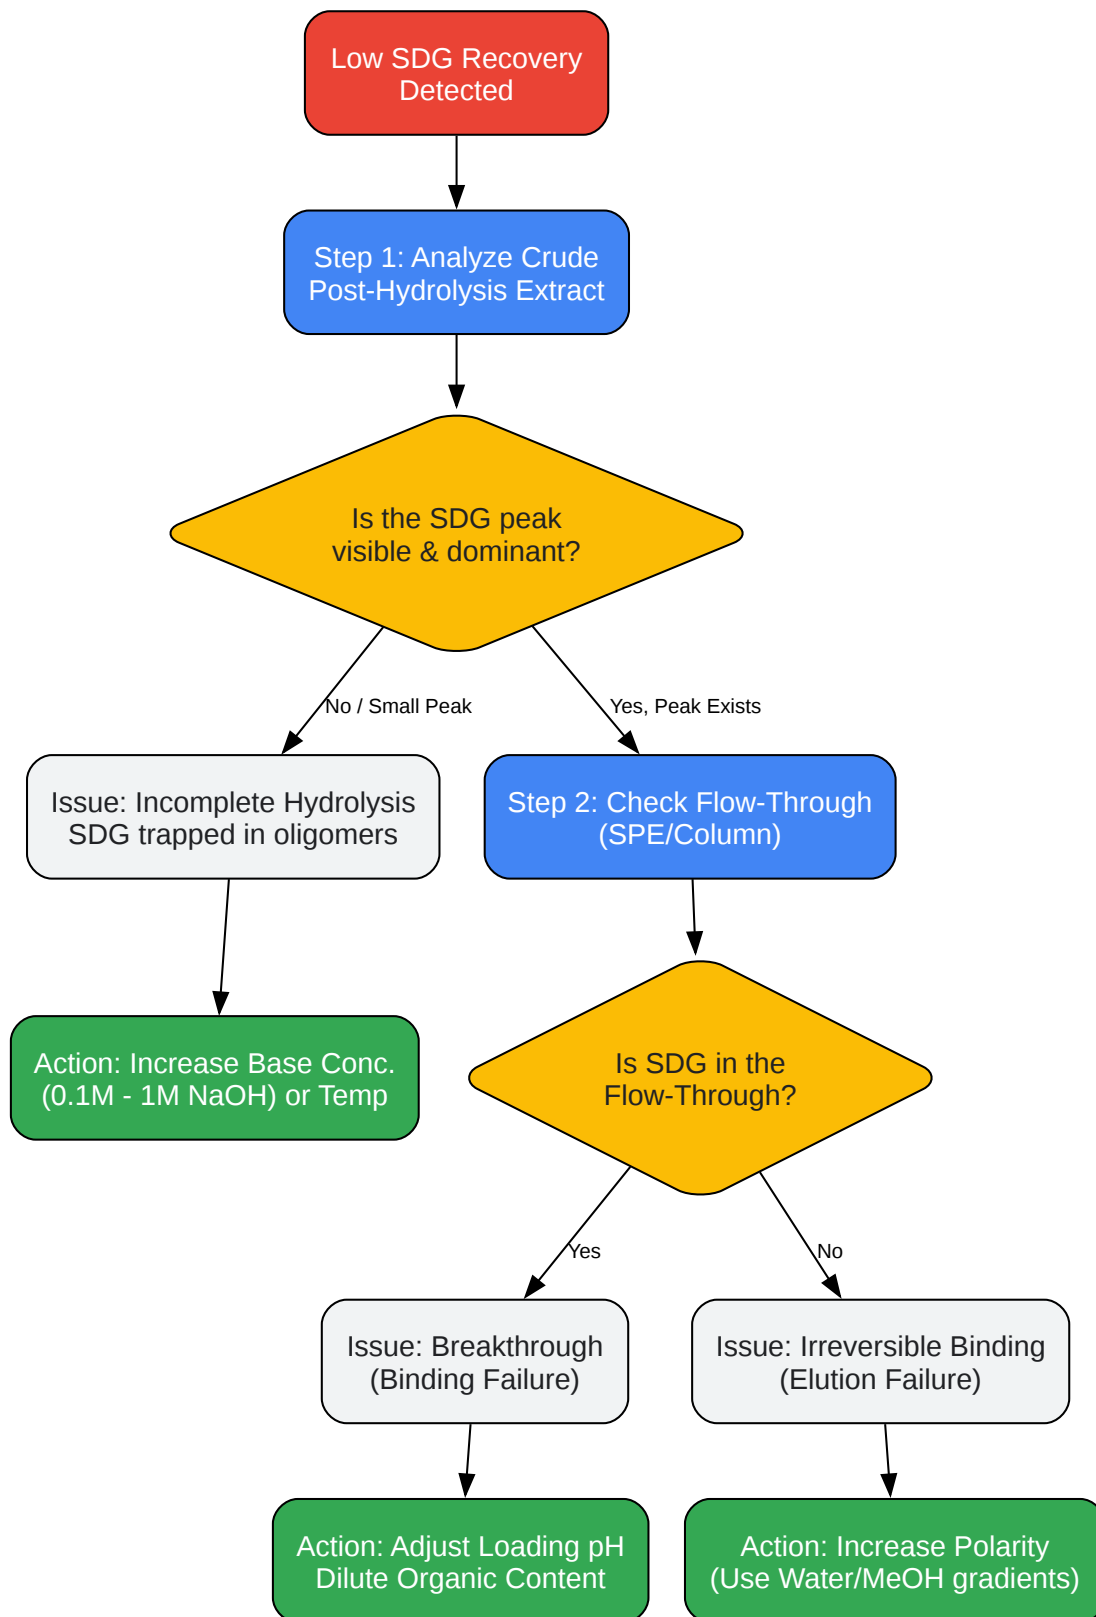 Low SDG Recovery
Detected
Step 1: Analyze Crude
Post-Hydrolysis Extract
Is the SDG peak
visible & dominant?
No / Small Peak
Yes, Peak Exists
Issue: Incomplete Hydrolysis
SDG trapped in oligomers
Step 2: Check Flow-Through
(SPE/Column)
Action: Increase Base Conc.
(0.1M - 1M NaOH) or Temp
Is SDG in the
Flow-Through?
Yes
No
Issue: Breakthrough
(Binding Failure)
Issue: Irreversible Binding
(Elution Failure)
Action: Adjust Loading pH
Dilute Organic Content
Action: Increase Polarity
(Use Water/MeOH gradients)